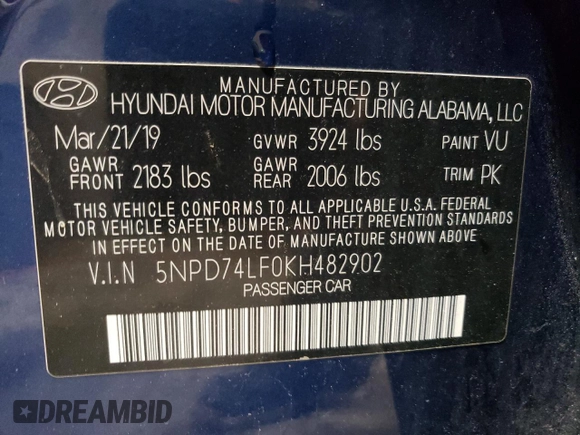 MANUFACTURED BY
HYUNDAI MOTOR MANUFACTURING ALABAMA, LLC
Mar/21/19 GVWR 3924 lbs PAINT VU
GAWR FRONT 2183 lbs GAWR REAR 2006 lbs TRIM PK
THIS VEHICLE CONFORMS TO ALL APPLICABLE U.S.A. FEDERAL
MOTOR VEHICLE SAFETY, BUMPER, AND THEFT PREVENTION STANDARDS
IN EFFECT ON THE DATE OF MANUFACTURE SHOWN ABOVE.
V.I.N 5NPD74LF0KH482902
PASSENGER CAR
DREAMBID